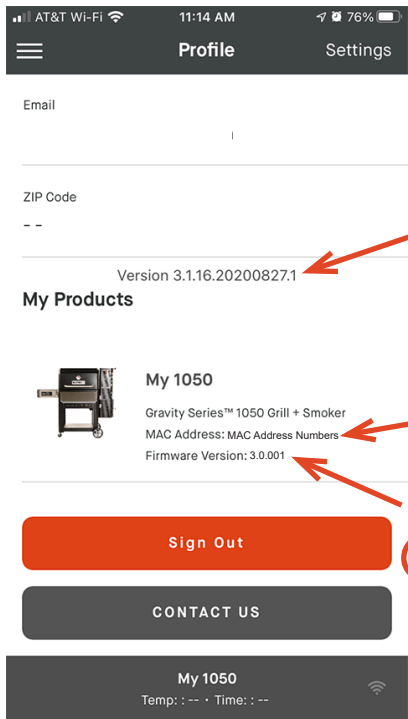 AT&T Wi-Fi 11:14 AM 76%
Profile Settings
Email
ZIP Code
- -
Version 3.1.16.20200827.1
My Products
My 1050
Gravity Series™ 1050 Grill + Smoker
MAC Address: MAC Address Numbers
Firmware Version: 3.0.001
Sign Out
CONTACT US
My 1050
Temp: : -- • Time: : --